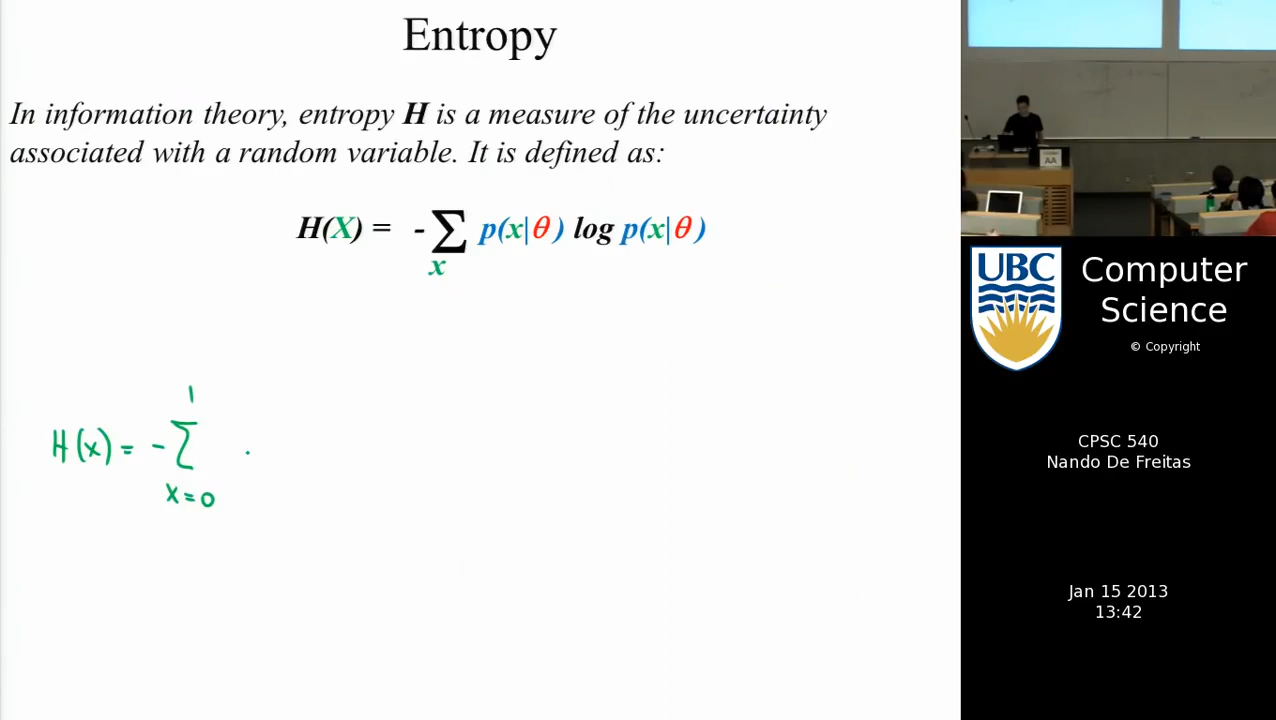 Entropy
In information theory, entropy H is a measure of the uncertainty
associated with a random variable. It is defined as:
H(X) = - ∑ p(x|θ) log p(x|θ)
x
1
H(x) = - ∑ .
x=0
AA
UBC
Computer
Science
© Copyright
CPSC 540
Nando De Freitas
Jan 15 2013
13:42